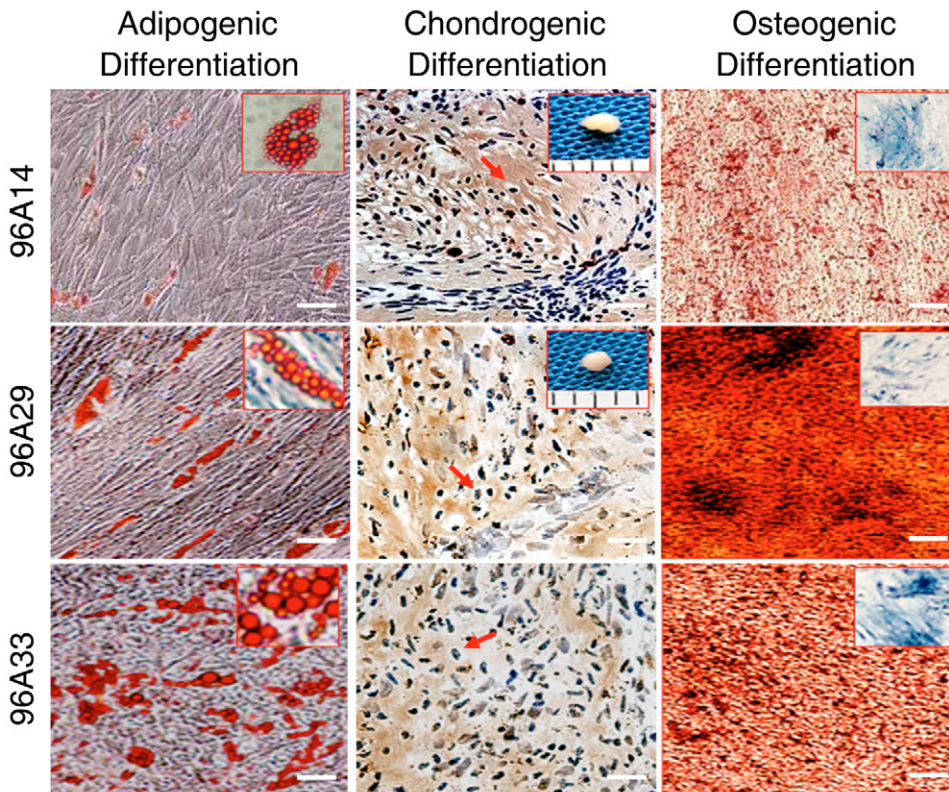 Adipogenic
Differentiation
Chondrogenic
Differentiation
Osteogenic
Differentiation
96A14
96A29
96A33